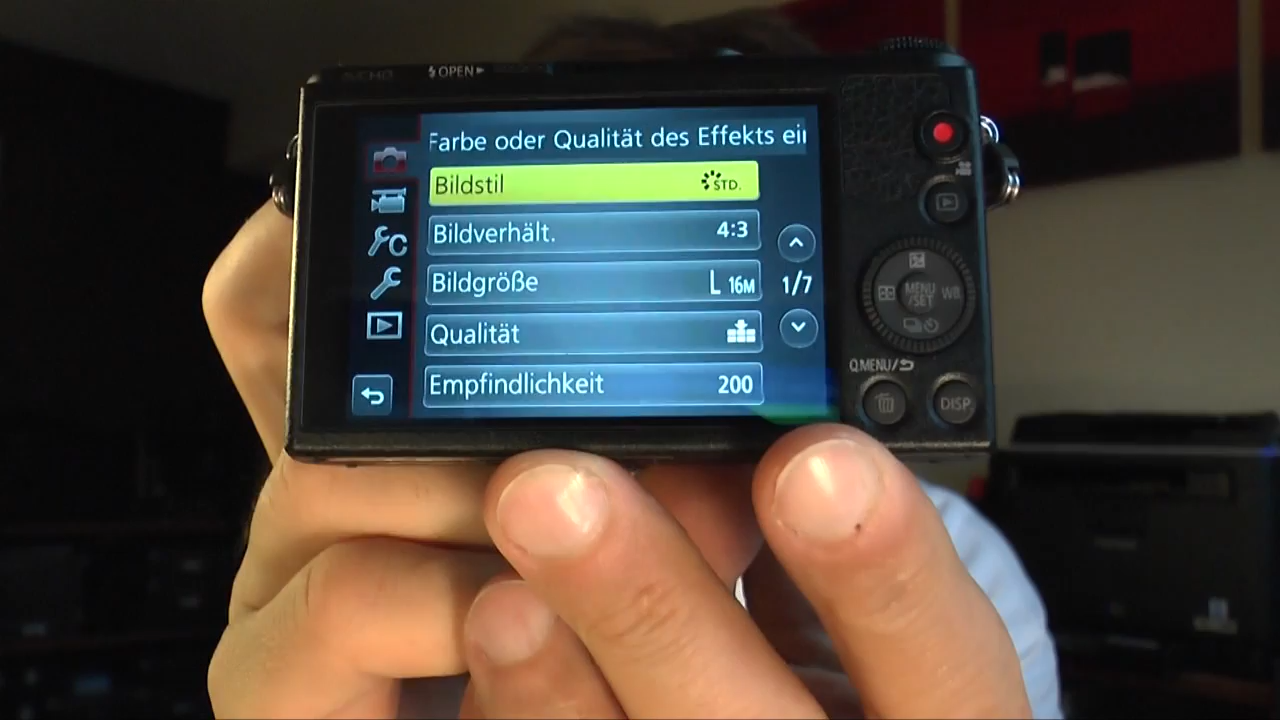 OPEN
Farbe oder Qualität des Effekts ein
Bildstil STD.
Bildverhält. 4:3
Bildgröße L 16M
1/7
Qualität
Empfindlichkeit 200
C
MENU
/SET
WB
Q.MENU/
DISP.